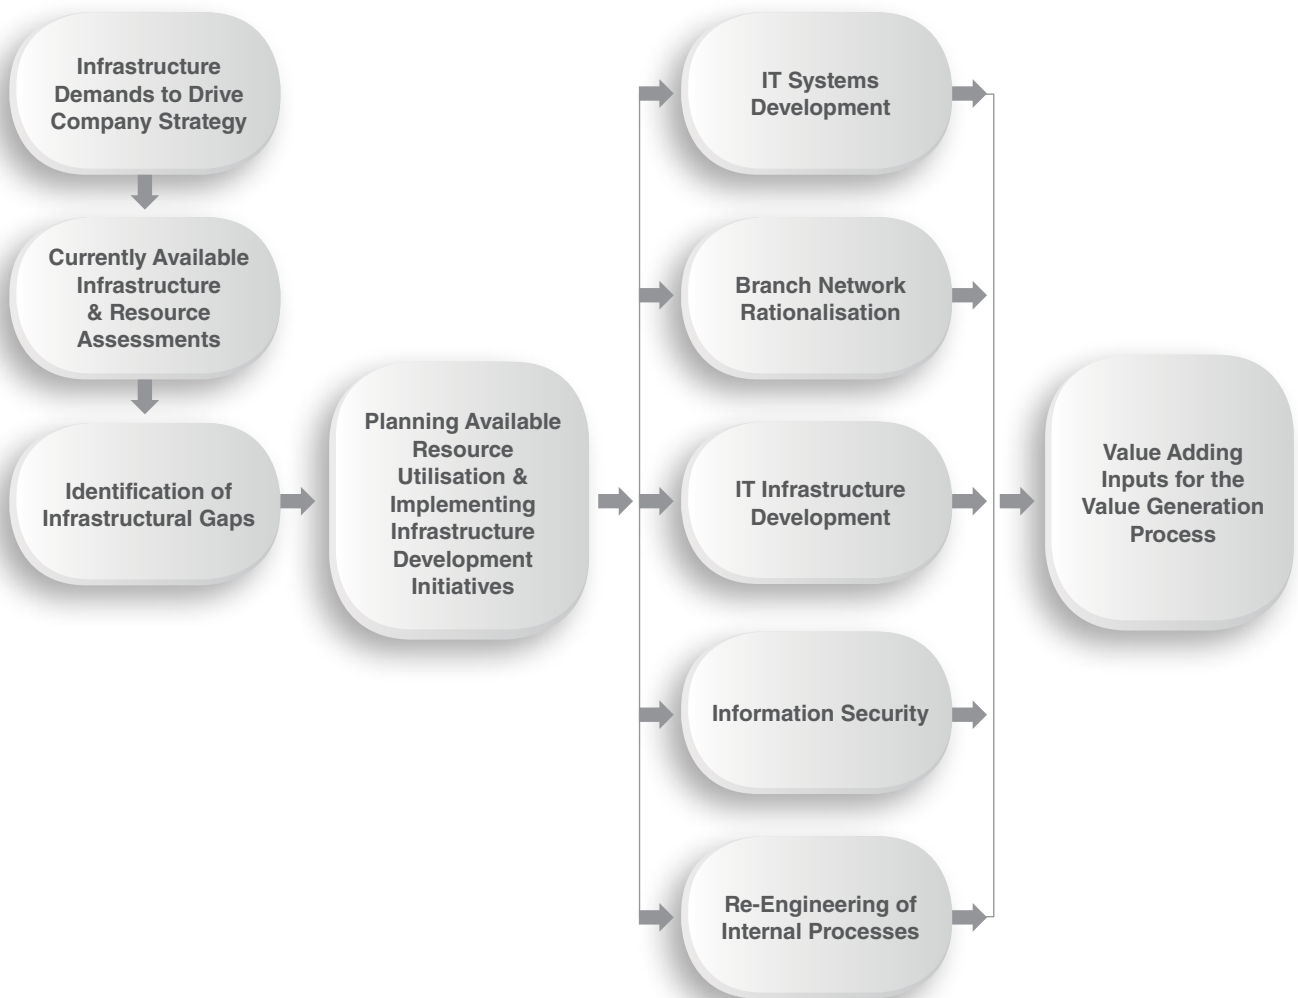 Infrastructure
Demands to Drive
Company Strategy
Currently Available
Infrastructure
& Resource
Assessments
Identification of
Infrastructural Gaps
Planning Available
Resource
Utilisation &
Implementing
Infrastructure
Development
Initiatives
IT Systems
Development
Branch Network
Rationalisation
IT Infrastructure
Development
Information Security
Re-Engineering of
Internal Processes
Value Adding
Inputs for the
Value Generation
Process